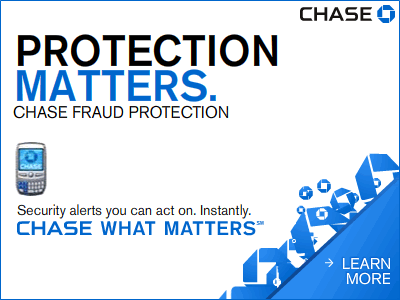 CHASE
PROTECTION
MATTERS.
CHASE FRAUD PROTECTION
CHASE
Security alerts you can act on. Instantly.
CHASE WHAT MATTERS℠
→ LEARN
MORE